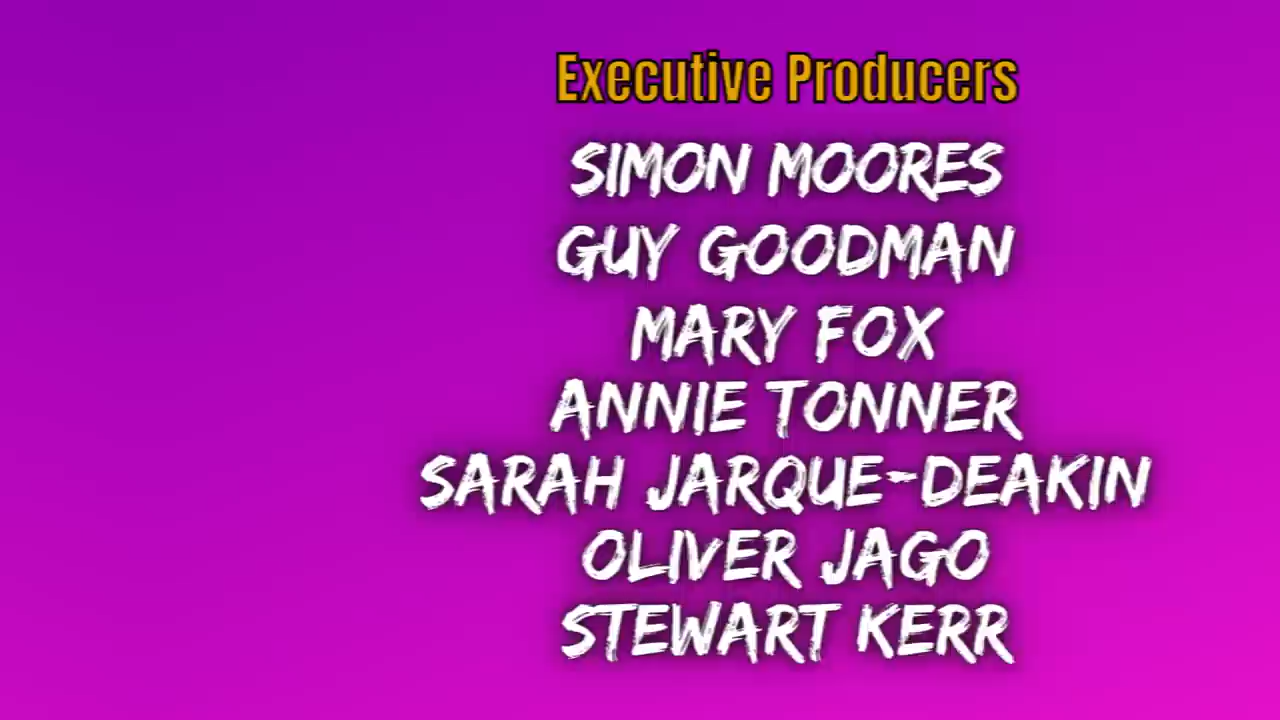 Executive Producers
SIMON MOORES
GUY GOODMAN
MARY FOX
ANNIE TONNER
SARAH JARQUE-DEAKIN
OLIVER JAGO
STEWART KERR